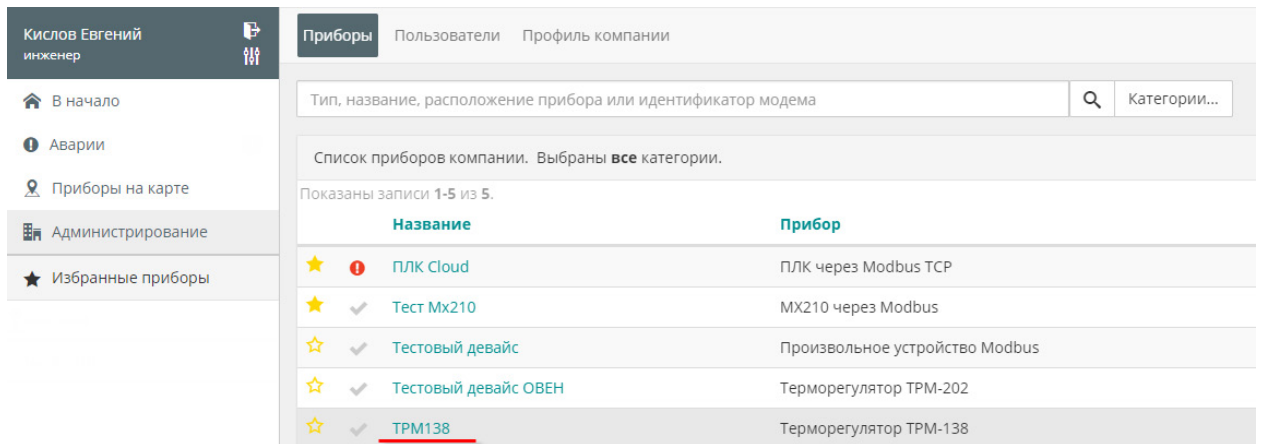 Кислов Евгений
инженер
В начало
Аварии
Приборы на карте
Администрирование
Избранные приборы
Приборы Пользователи Профиль компании
Тип, название, расположение прибора или идентификатор модема Категории...
Список приборов компании. Выбраны все категории.
Показаны записи 1-5 из 5.
Название Прибор
ПЛК Cloud ПЛК через Modbus TCP
Тест Мх210 МХ210 через Modbus
Тестовый девайс Произвольное устройство Modbus
Тестовый девайс ОВЕН Терморегулятор ТРМ-202
ТРМ138 Терморегулятор ТРМ-138